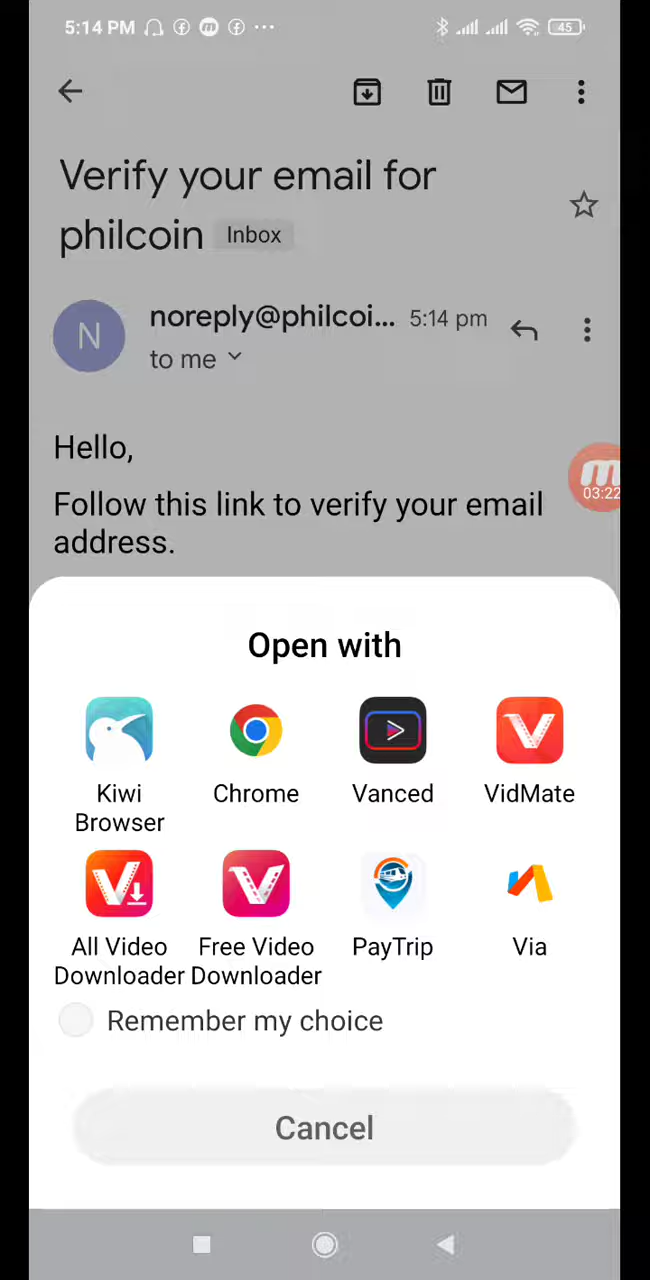 5:14 PM
45
Verify your email for
philcoin Inbox
N
noreply@philcoi... 5:14 pm
to me
Hello,
03:22
Follow this link to verify your email
address.
Open with
Kiwi Browser
Chrome
Vanced
VidMate
All Video Downloader
Free Video Downloader
PayTrip
Via
Remember my choice
Cancel